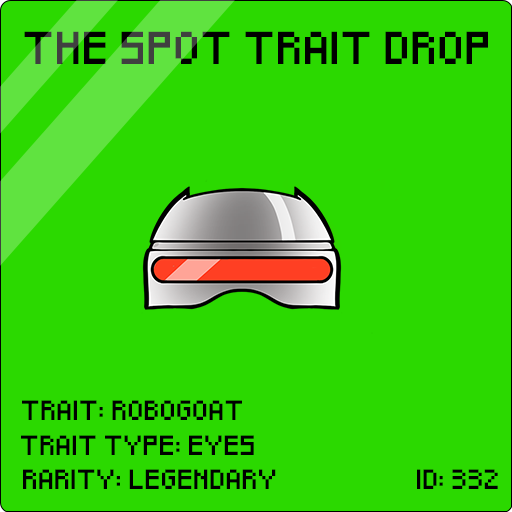 THE SPOT TRAIT DROP
TRAIT: ROBOGOAT
TRAIT TYPE: EYES
RARITY: LEGENDARY
ID: 332